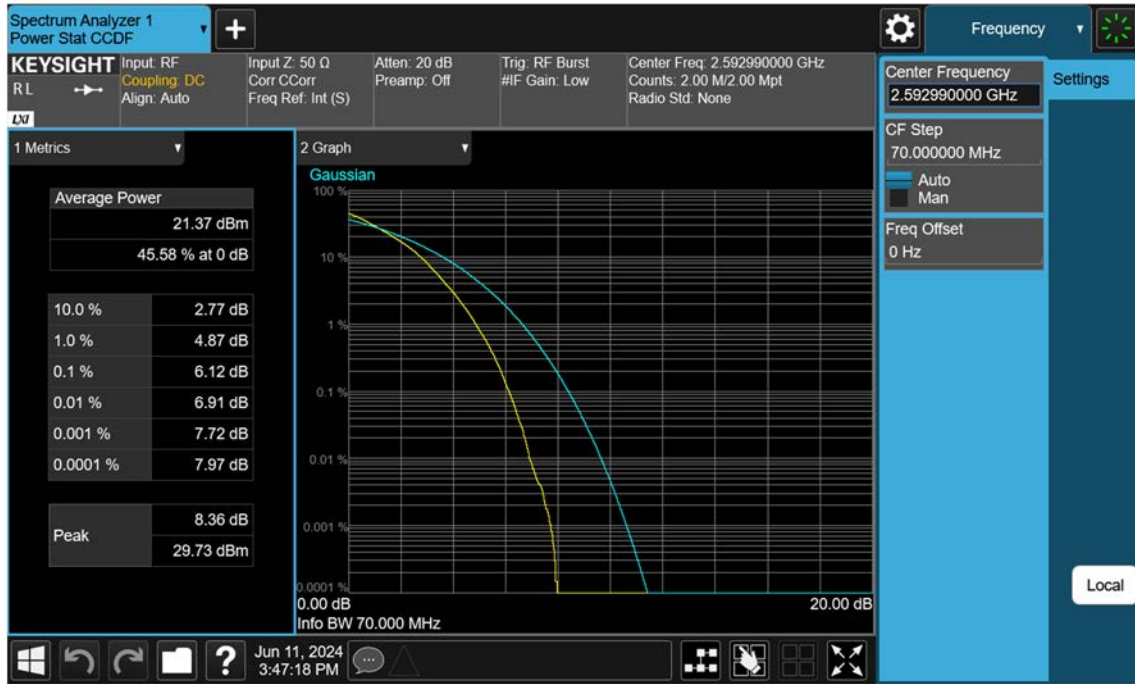 Spectrum Analyzer 1
Power Stat CCDF
Frequency
KEYSIGHT
RL
LXI
Input: RF
Coupling: DC
Align: Auto
Input Z: 50 Ω
Corr CCorr
Freq Ref: Int (S)
Atten: 20 dB
Preamp: Off
Trig: RF Burst
#IF Gain: Low
Center Freq: 2.592990000 GHz
Counts: 2.00 M/2.00 Mpt
Radio Std: None
Center Frequency
2.592990000 GHz
Settings
CF Step
70.000000 MHz
Auto
Man
Freq Offset
0 Hz
1 Metrics
Average Power
21.37 dBm
45.58 % at 0 dB
10.0 % 2.77 dB
1.0 % 4.87 dB
0.1 % 6.12 dB
0.01 % 6.91 dB
0.001 % 7.72 dB
0.0001 % 7.97 dB
Peak
8.36 dB
29.73 dBm
2 Graph
Gaussian
100 %
10 %
1 %
0.1 %
0.01 %
0.001 %
0.0001 %
0.00 dB 20.00 dB
Info BW 70.000 MHz
Local
Jun 11, 2024
3:47:18 PM